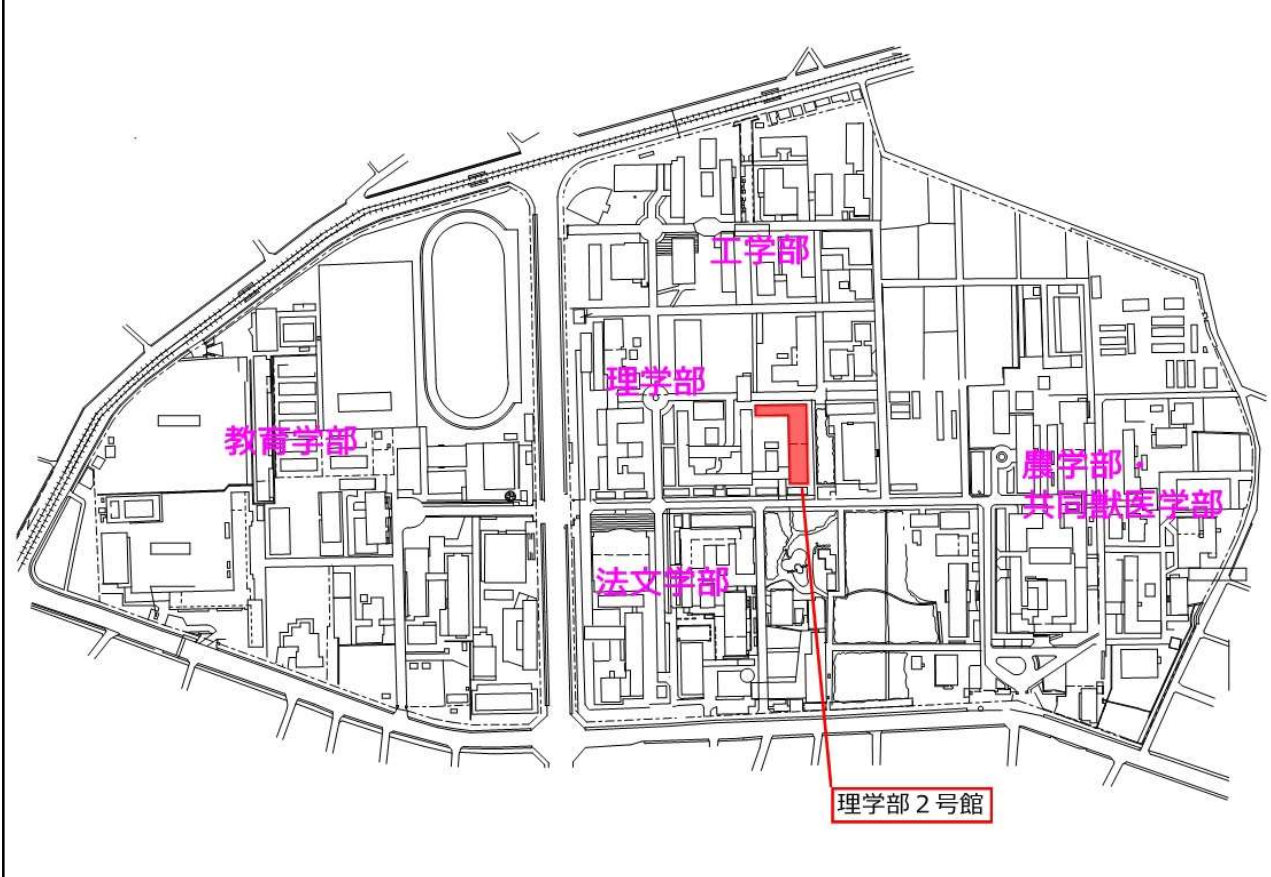 工学部
理学部
教育学部
農学部・
共同獣医学部
法文学部
理学部２号館